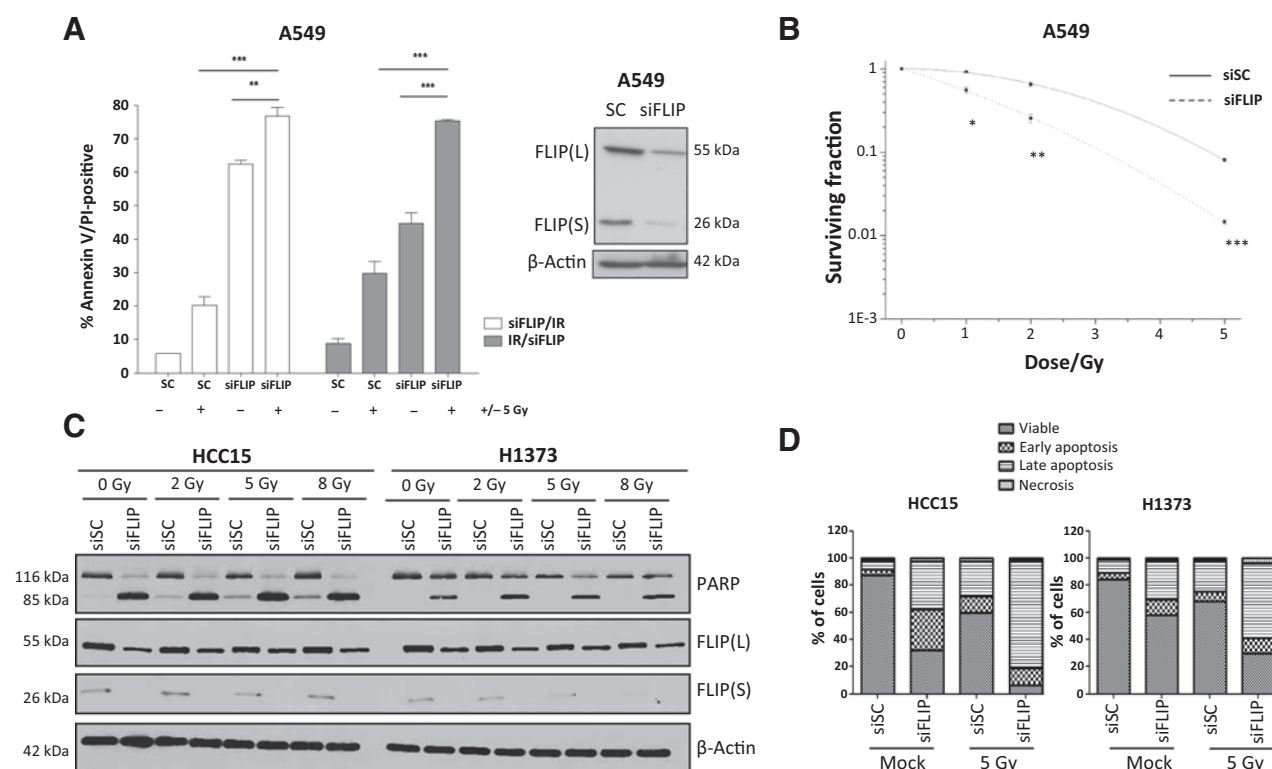 A
A549
***
**
***
***
% Annexin V/PI-positive
80
70
60
50
40
30
20
10
0
SC
SC
siFLIP
siFLIP
SC
SC
siFLIP
siFLIP
–
+
–
+
–
+
–
+
+/– 5 Gy
siFLIP/IR
IR/siFLIP
A549
SC
siFLIP
FLIP(L)
55 kDa
FLIP(S)
26 kDa
β-Actin
42 kDa
B
A549
Surviving fraction
1
0.1
0.01
1E-3
0
1
2
3
4
5
Dose/Gy
siSC
siFLIP
*
**
***
C
HCC15
H1373
0 Gy
2 Gy
5 Gy
8 Gy
0 Gy
2 Gy
5 Gy
8 Gy
siSC
siFLIP
siSC
siFLIP
siSC
siFLIP
siSC
siFLIP
siSC
siFLIP
siSC
siFLIP
siSC
siFLIP
siSC
siFLIP
116 kDa
85 kDa
PARP
55 kDa
FLIP(L)
26 kDa
FLIP(S)
42 kDa
β-Actin
D
Viable
Early apoptosis
Late apoptosis
Necrosis
HCC15
% of cells
120
100
80
60
40
20
0
siSC
siFLIP
siSC
siFLIP
Mock
5 Gy
H1373
% of cells
120
100
80
60
40
20
0
siSC
siFLIP
siSC
siFLIP
Mock
5 Gy